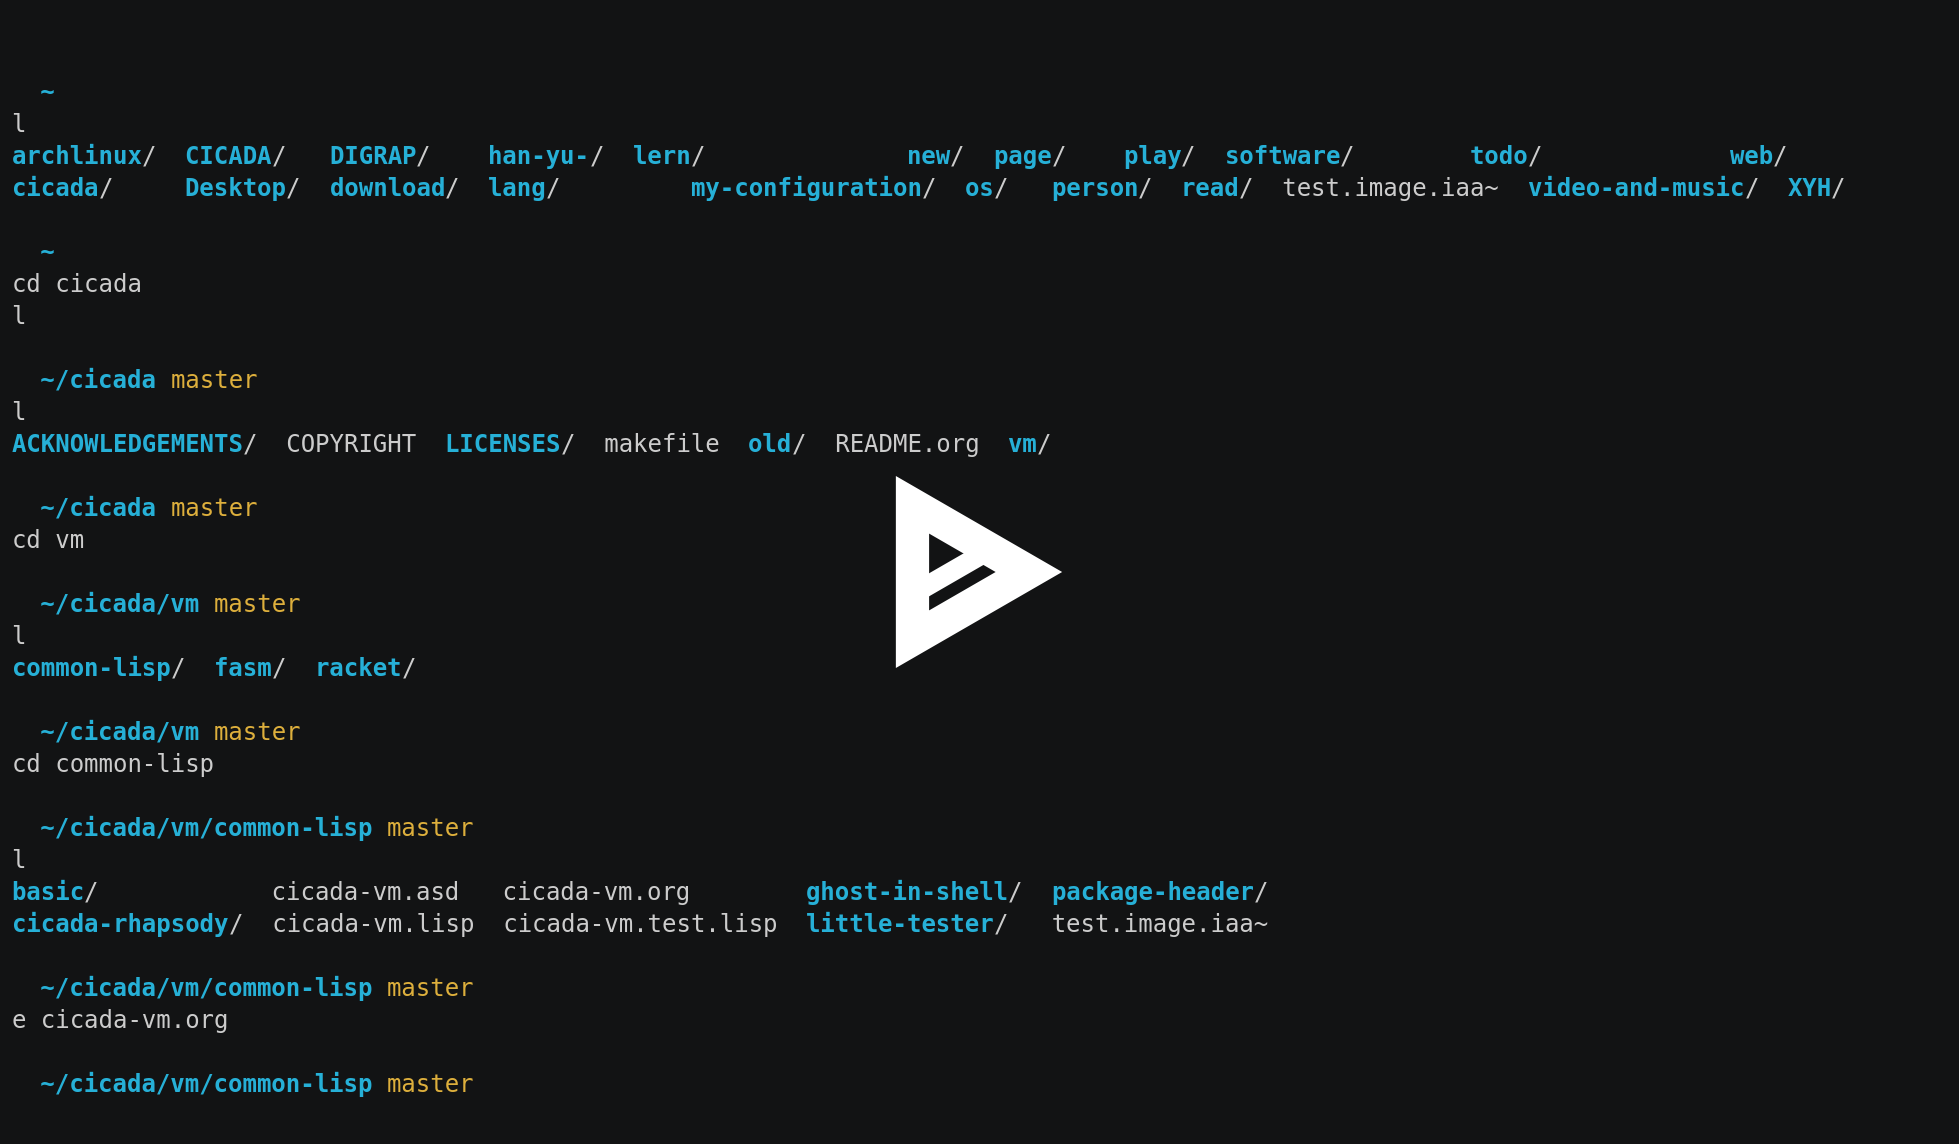 ~
l
archlinux/  CICADA/   DIGRAP/    han-yu-/  lern/              new/  page/    play/  software/        todo/             web/
cicada/     Desktop/  download/  lang/         my-configuration/  os/   person/  read/  test.image.iaa~  video-and-music/  XYH/
~
cd cicada
l
~/cicada master
l
ACKNOWLEDGEMENTS/  COPYRIGHT  LICENSES/  makefile  old/  README.org  vm/
~/cicada master
cd vm
~/cicada/vm master
l
common-lisp/  fasm/  racket/
~/cicada/vm master
cd common-lisp
~/cicada/vm/common-lisp master
l
basic/            cicada-vm.asd   cicada-vm.org        ghost-in-shell/  package-header/
cicada-rhapsody/  cicada-vm.lisp  cicada-vm.test.lisp  little-tester/   test.image.iaa~
~/cicada/vm/common-lisp master
e cicada-vm.org
~/cicada/vm/common-lisp master